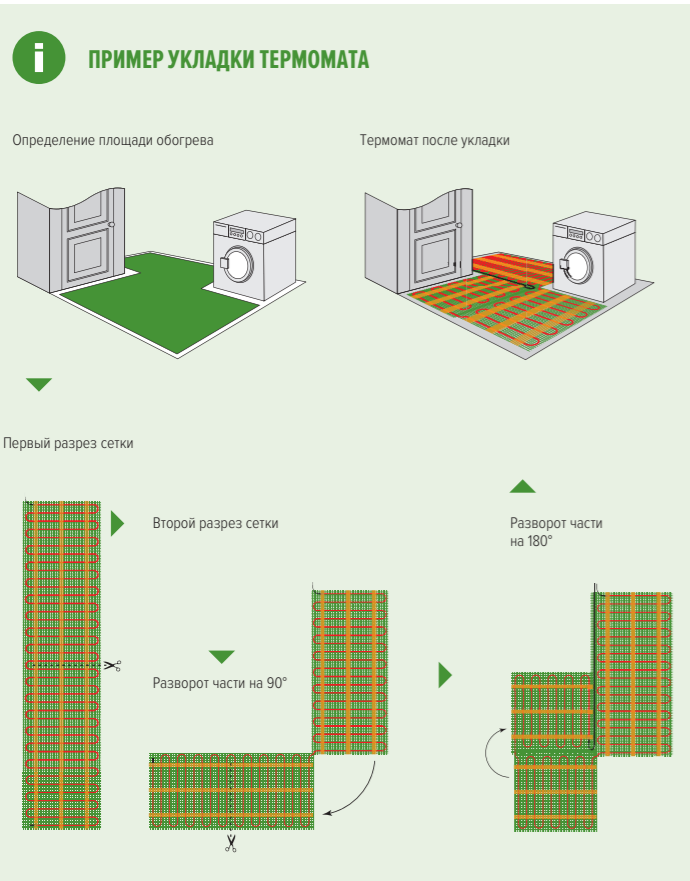 i
ПРИМЕР УКЛАДКИ ТЕРМОМАТА
Определение площади обогрева
Термомат после укладки
Первый разрез сетки
Второй разрез сетки
Разворот части на 90°
Разворот части
на 180°